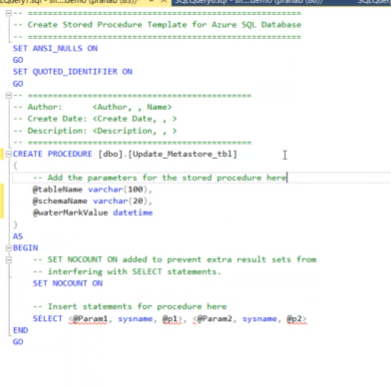 -- =======================================================
-- Create Stored Procedure Template for Azure SQL Database
-- =======================================================
SET ANSI_NULLS ON
GO
SET QUOTED_IDENTIFIER ON
GO
-- =============================================
-- Author:      <Author, , Name>
-- Create Date: <Create Date, , >
-- Description: <Description, , >
-- =============================================
CREATE PROCEDURE [dbo].[Update_Metastore_tbl]
(
    -- Add the parameters for the stored procedure here
    @tableName varchar(100),
    @schemaName varchar(20),
    @waterMarkValue datetime
)
AS
BEGIN
    -- SET NOCOUNT ON added to prevent extra result sets from
    -- interfering with SELECT statements.
    SET NOCOUNT ON
    -- Insert statements for procedure here
    SELECT <@Param1, sysname, @p1>, <@Param2, sysname, @p2>
END
GO